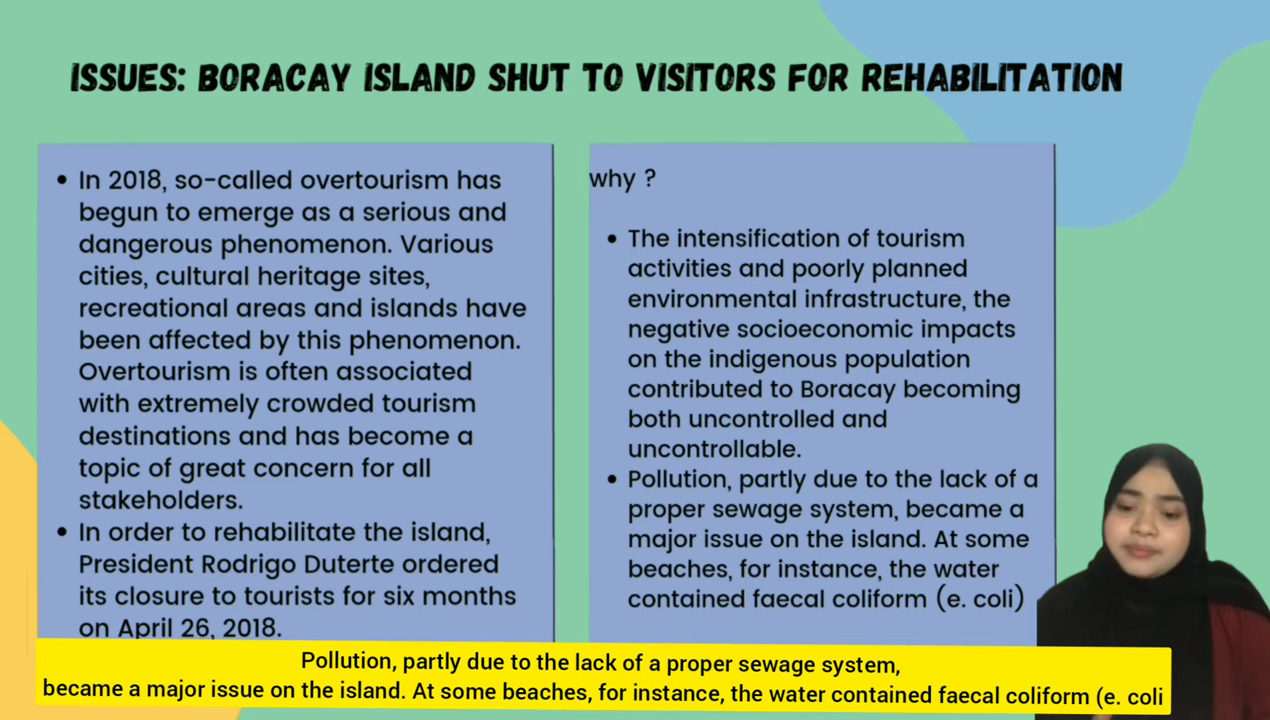 ISSUES: BORACAY ISLAND SHUT TO VISITORS FOR REHABILITATION
• In 2018, so-called overtourism has
begun to emerge as a serious and
dangerous phenomenon. Various
cities, cultural heritage sites,
recreational areas and islands have
been affected by this phenomenon.
Overtourism is often associated
with extremely crowded tourism
destinations and has become a
topic of great concern for all
stakeholders.
• In order to rehabilitate the island,
President Rodrigo Duterte ordered
its closure to tourists for six months
on April 26, 2018.
why ?
• The intensification of tourism
activities and poorly planned
environmental infrastructure, the
negative socioeconomic impacts
on the indigenous population
contributed to Boracay becoming
both uncontrolled and
uncontrollable.
• Pollution, partly due to the lack of a
proper sewage system, became a
major issue on the island. At some
beaches, for instance, the water
contained faecal coliform (e. coli)
Pollution, partly due to the lack of a proper sewage system,
became a major issue on the island. At some beaches, for instance, the water contained faecal coliform (e. coli